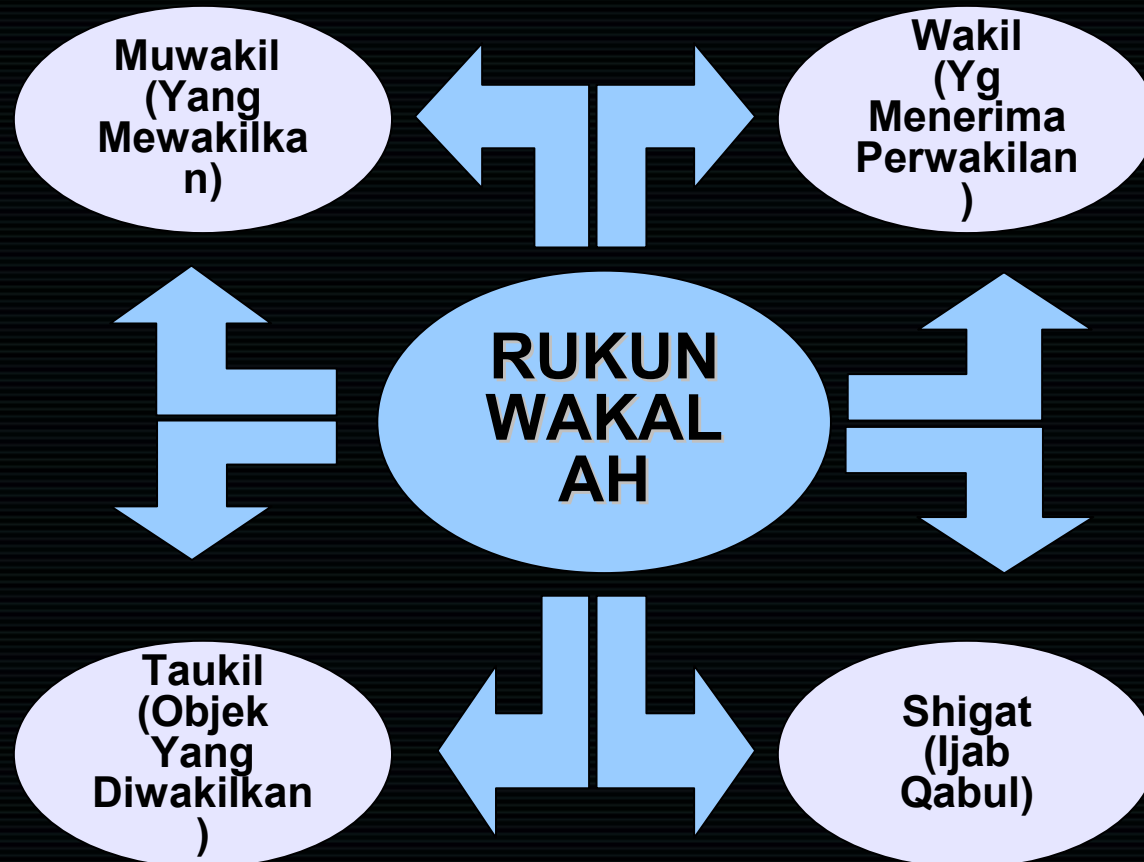 Muwakil
(Yang
Mewakilka
n)
Wakil
(Yg
Menerima
Perwakilan
)
RUKUN
WAKAL
AH
Taukil
(Objek
Yang
Diwakilkan
)
Shigat
(Ijab
Qabul)